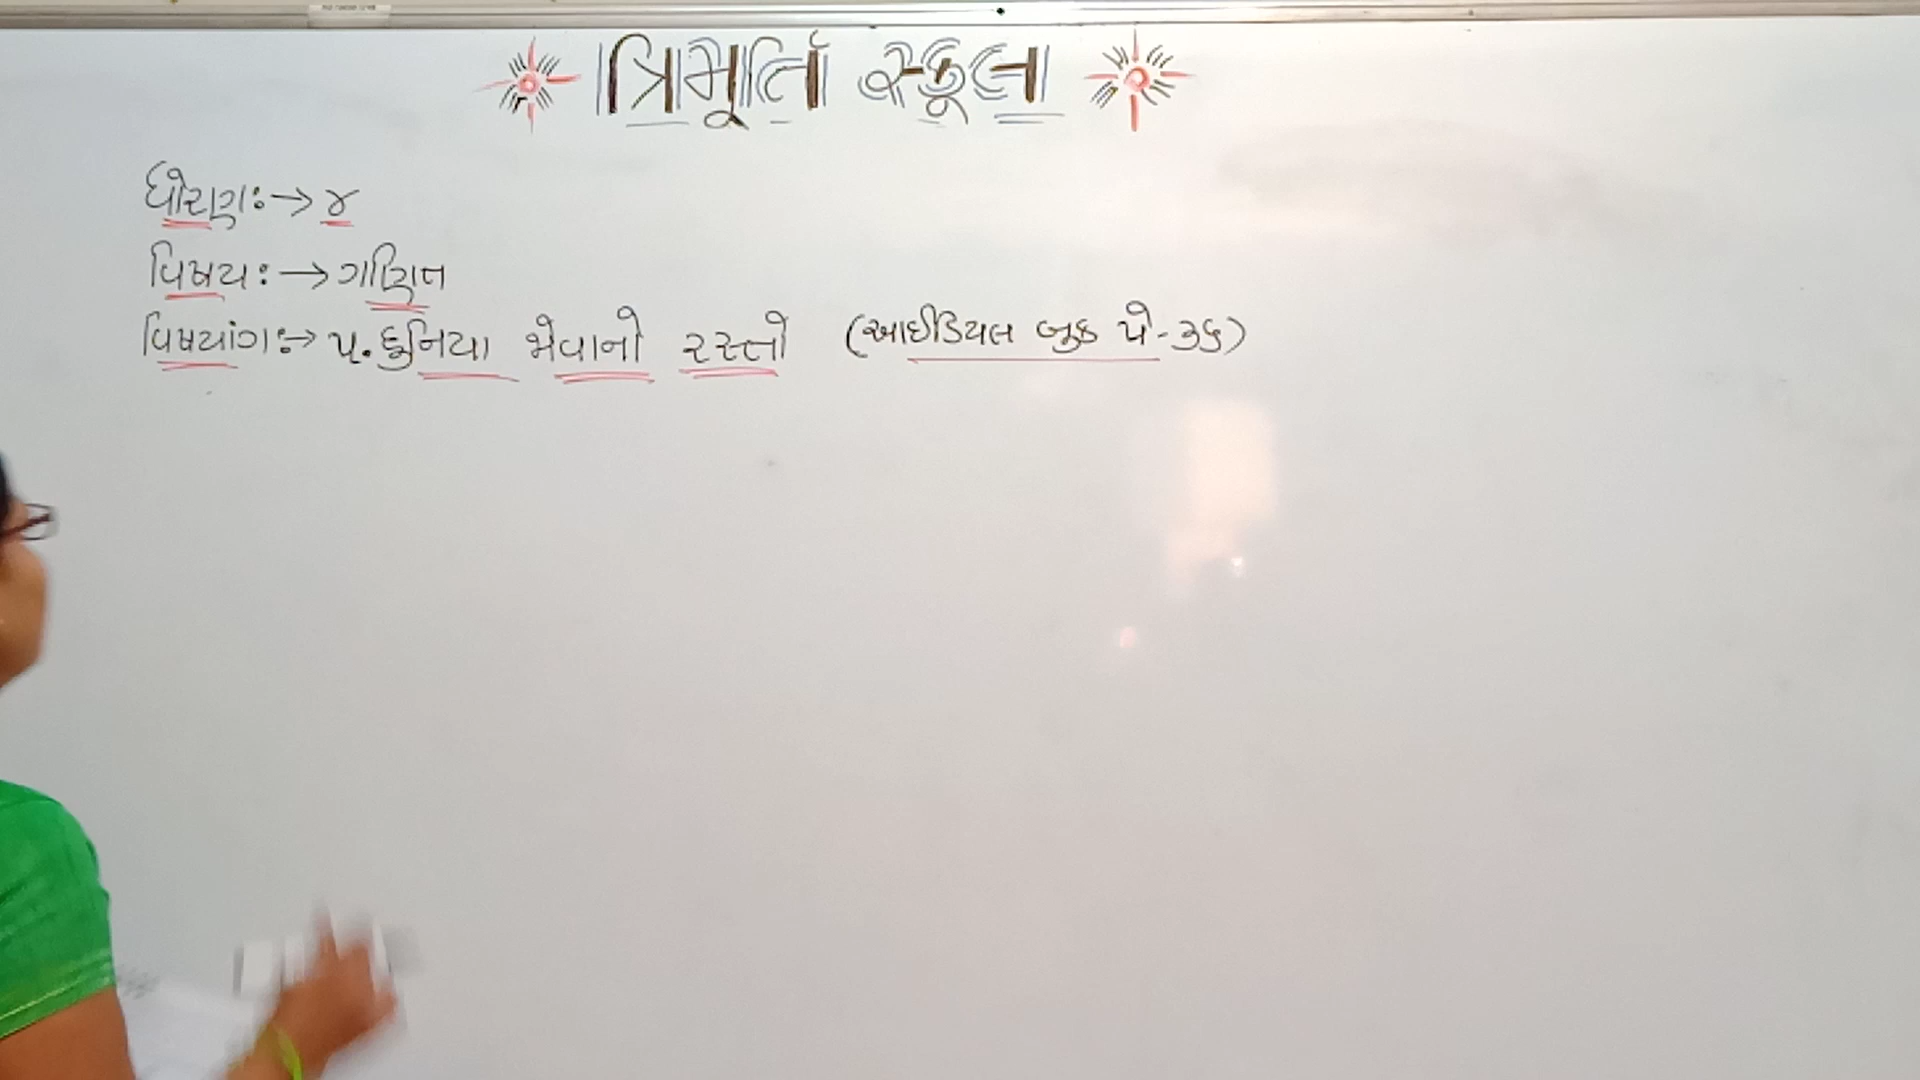 ત્રિમૂર્તિ સ્કૂલ
ધોરણઃ→ ૪
વિષયઃ→ ગણિત
વિષયાંગઃ→ ૫. દુનિયા જોવાનો રસ્તો (આઈડિયલ બુક પે-૩૬)